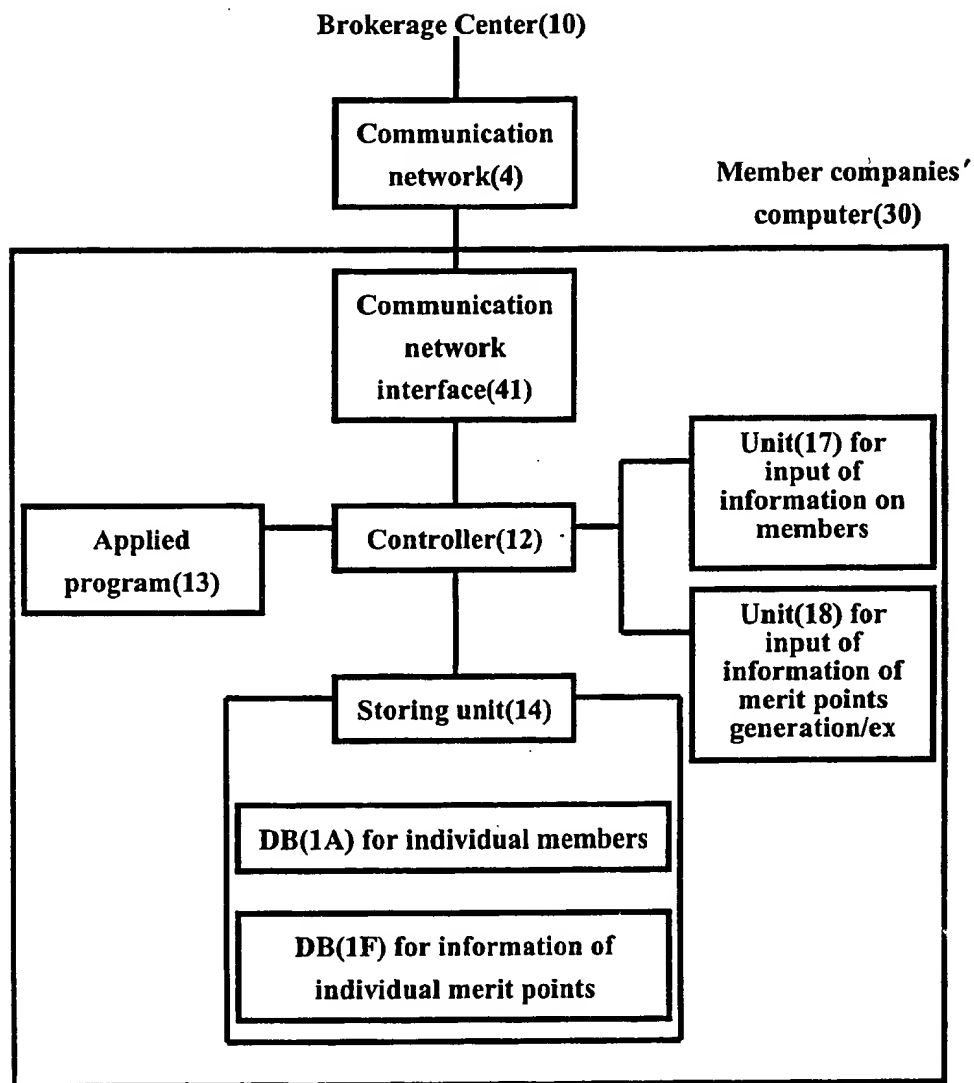 Brokerage Center(10)
Communication
network(4)
Member companies'
computer(30)
Communication
network
interface(41)
Unit(17) for
input of
information on
members
Applied
program(13)
Controller(12)
Unit(18) for
input of
information of
merit points
generation/ex
Storing unit(14)
DB(1A) for individual members
DB(1F) for information of
individual merit points